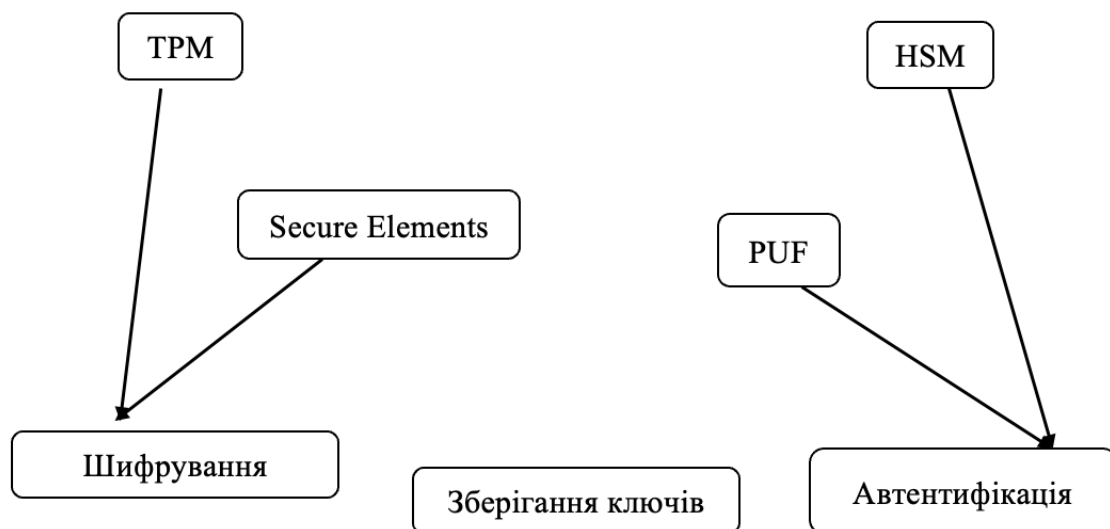 TPM
HSM
Secure Elements
PUF
Шифрування
Зберігання ключів
Автентифікація